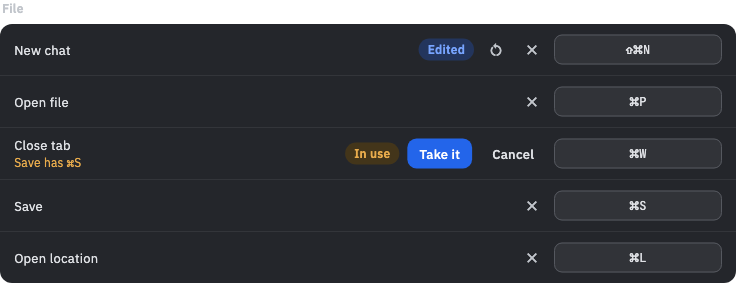 File
New chat Edited ⇧⌘N
Open file ⌘P
Close tab
Save has ⌘S
In use Take it Cancel ⌘W
Save ⌘S
Open location ⌘L